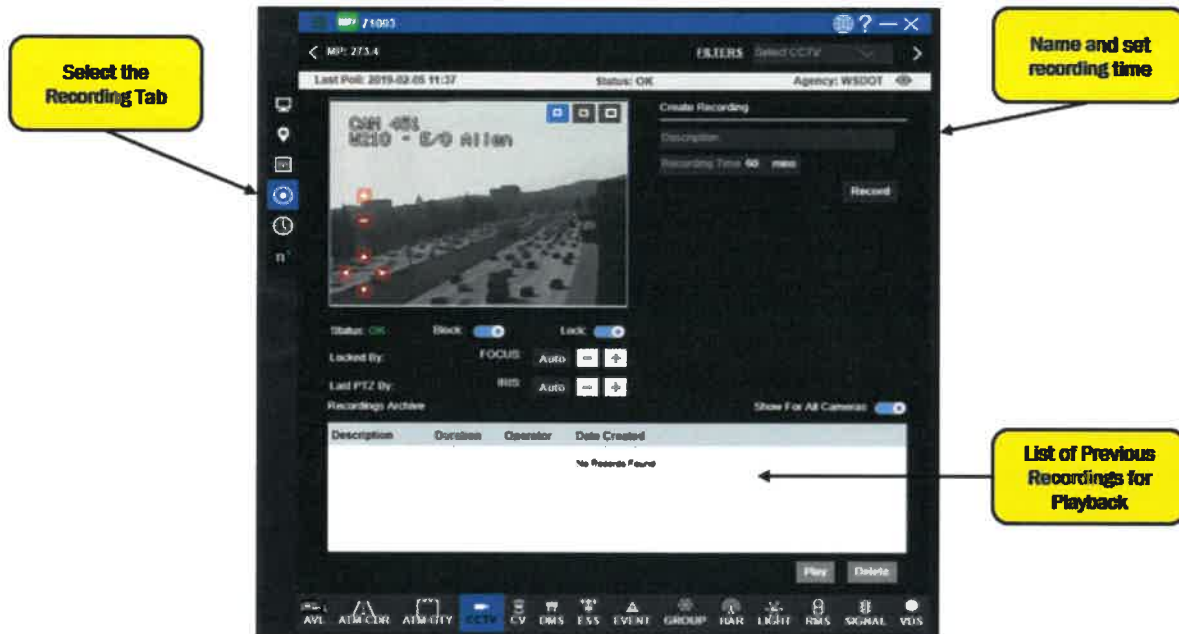 MP: 71093
?
MP: 273.4
FILTERS Select CCTV
Last Poll: 2019-02-05 11:37 Status: OK Agency: WSDOT
Select the
Recording Tab
Name and set
recording time
CAM 451
W210 - E/O Allen
Create Recording
Description
Recording Time 60 mins
Record
Status: OK Block: Lock:
Locked By: FOCUS: Auto - +
Last PTZ By: IRIS: Auto - +
Recordings Archive Show For All Cameras
Description Duration Operator Date Created
No Records Found
List of Previous
Recordings for
Playback
Play Delete
AVL ATM-CDR ATM-CITY CCTV CV DMS ESS EVENT GROUP HAR LIGHT RMS SIGNAL VDS